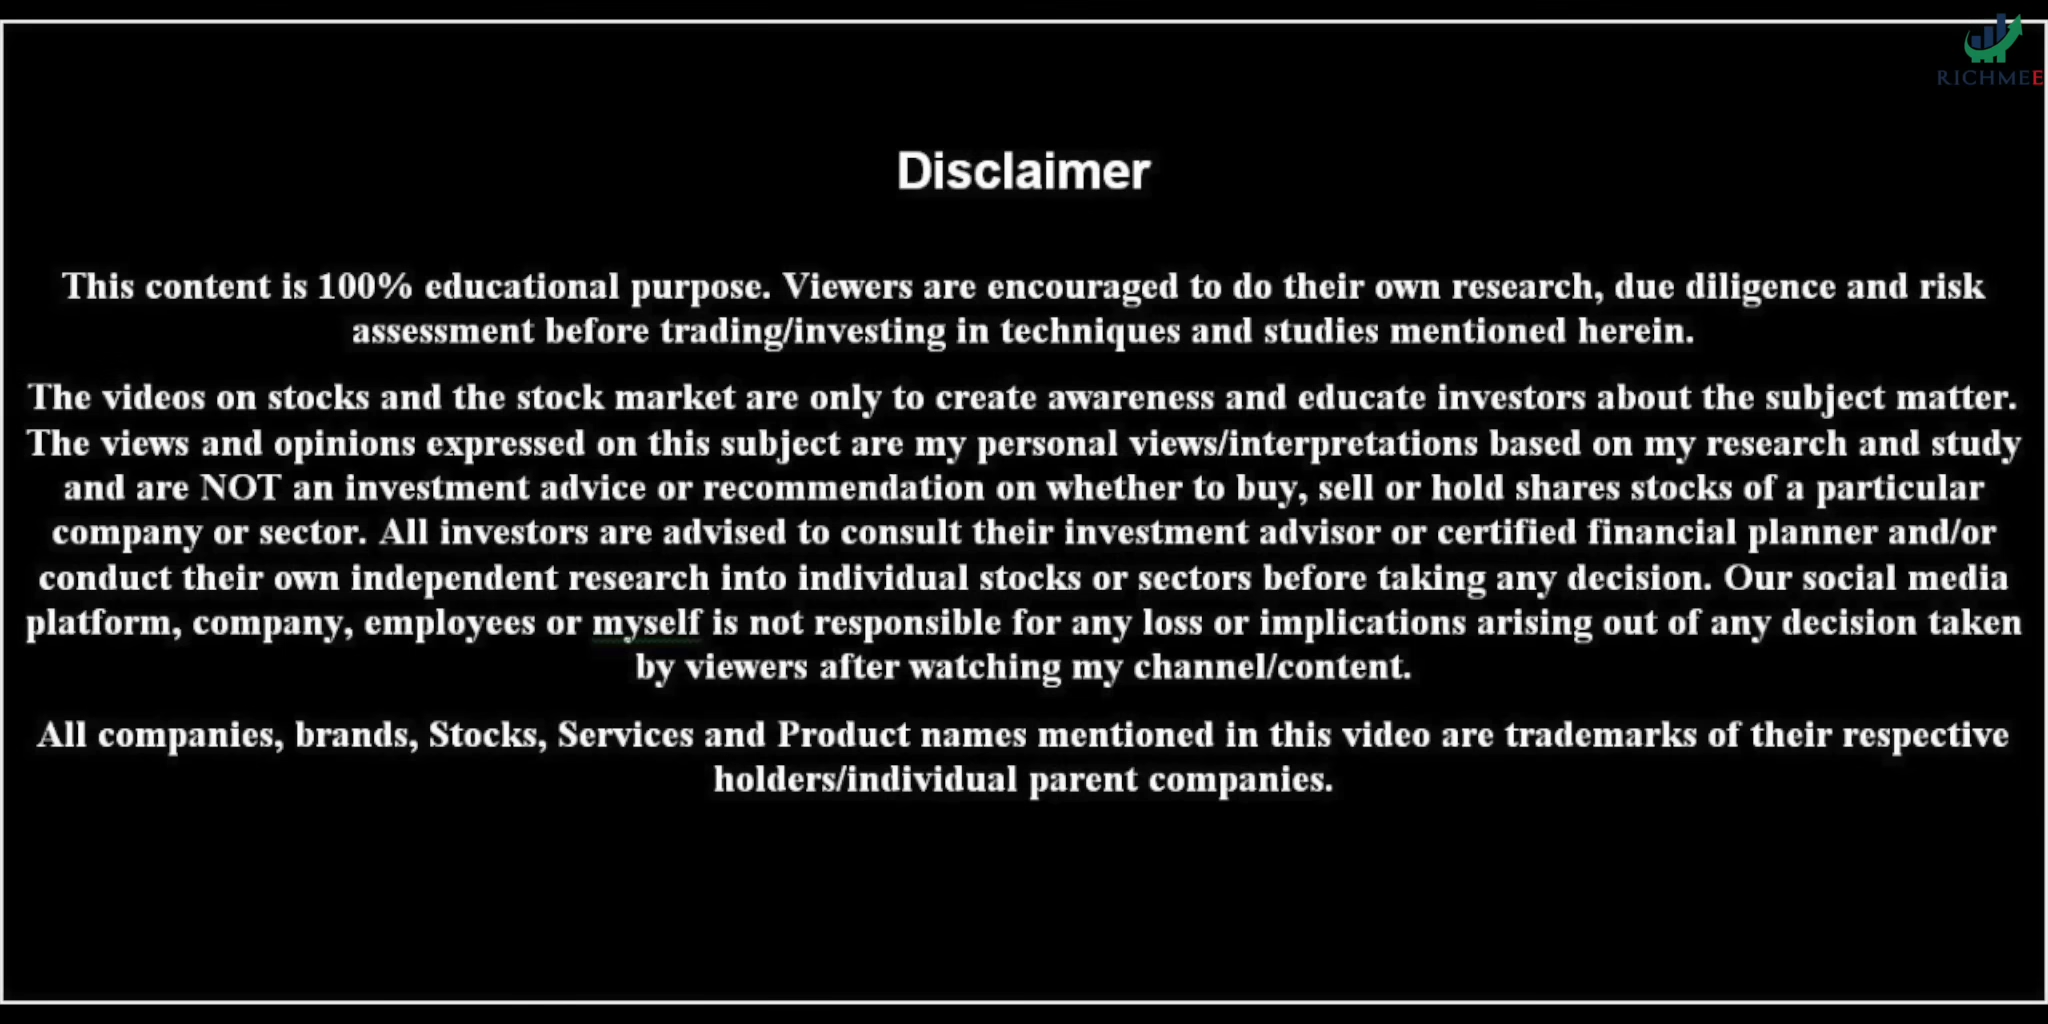 RICHMEE
Disclaimer
This content is 100% educational purpose. Viewers are encouraged to do their own research, due diligence and risk
assessment before trading/investing in techniques and studies mentioned herein.
The videos on stocks and the stock market are only to create awareness and educate investors about the subject matter.
The views and opinions expressed on this subject are my personal views/interpretations based on my research and study
and are NOT an investment advice or recommendation on whether to buy, sell or hold shares stocks of a particular
company or sector. All investors are advised to consult their investment advisor or certified financial planner and/or
conduct their own independent research into individual stocks or sectors before taking any decision. Our social media
platform, company, employees or myself is not responsible for any loss or implications arising out of any decision taken
by viewers after watching my channel/content.
All companies, brands, Stocks, Services and Product names mentioned in this video are trademarks of their respective
holders/individual parent companies.